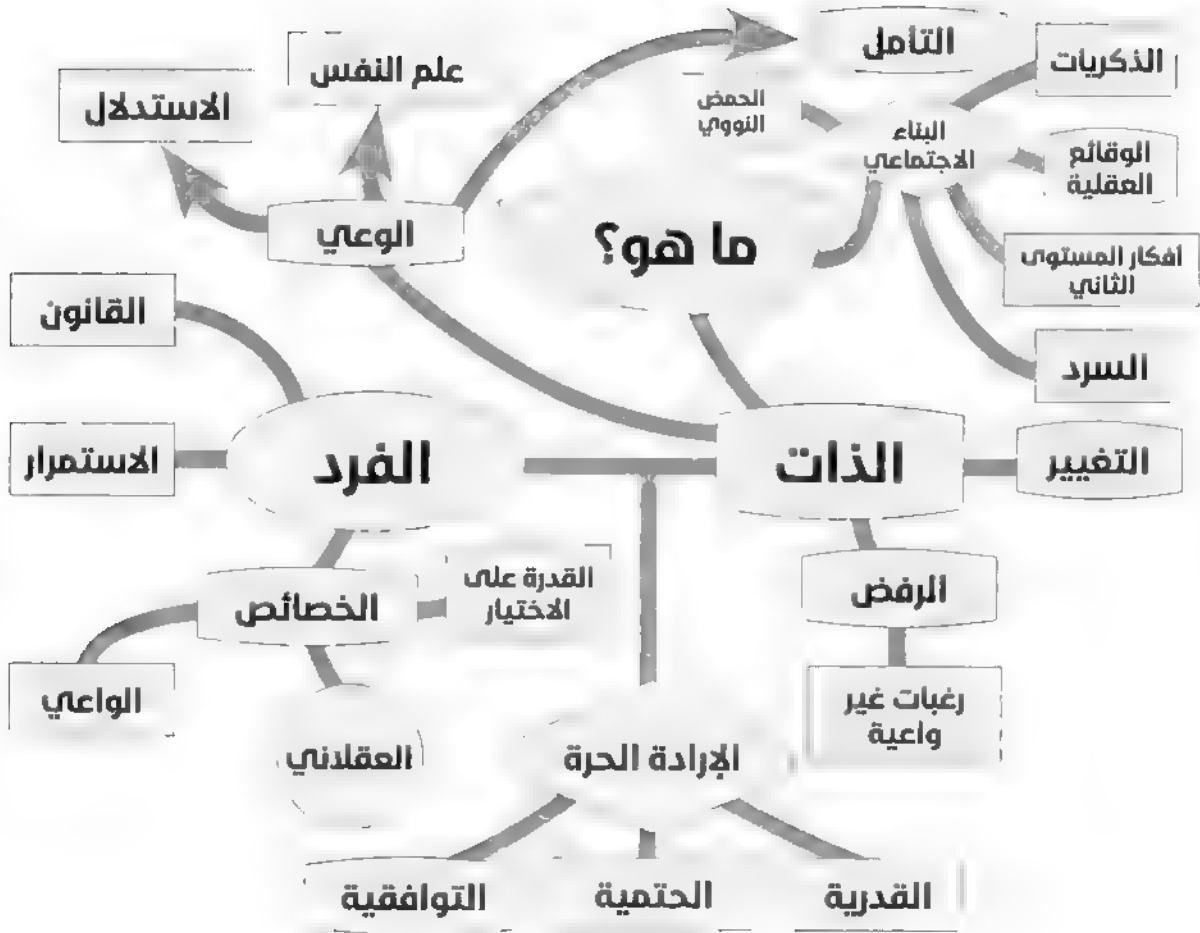 التأمل
الذكريات
علم النفس
الاستدلال
الحمض
النووي
البناء
الاجتماعي
الوقائع
العقلية
الوعي
ما هو؟
أفكار المستوى
الثاني
القانون
السرد
الذات
الفرد
التغيير
الاستمرار
الرفض
القدرة على
الاختيار
الخصائص
الواعي
رغبات غير
واعية
العقلاني
الإرادة الحرة
القدرية
الحتمية
التوافقية